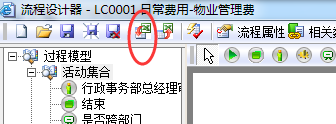 流程设计器 - LC0001 日常费用-物业管理费
流程属性 相关
过程模型
活动集合
行政事务部总经理审
结束
是否跨部门